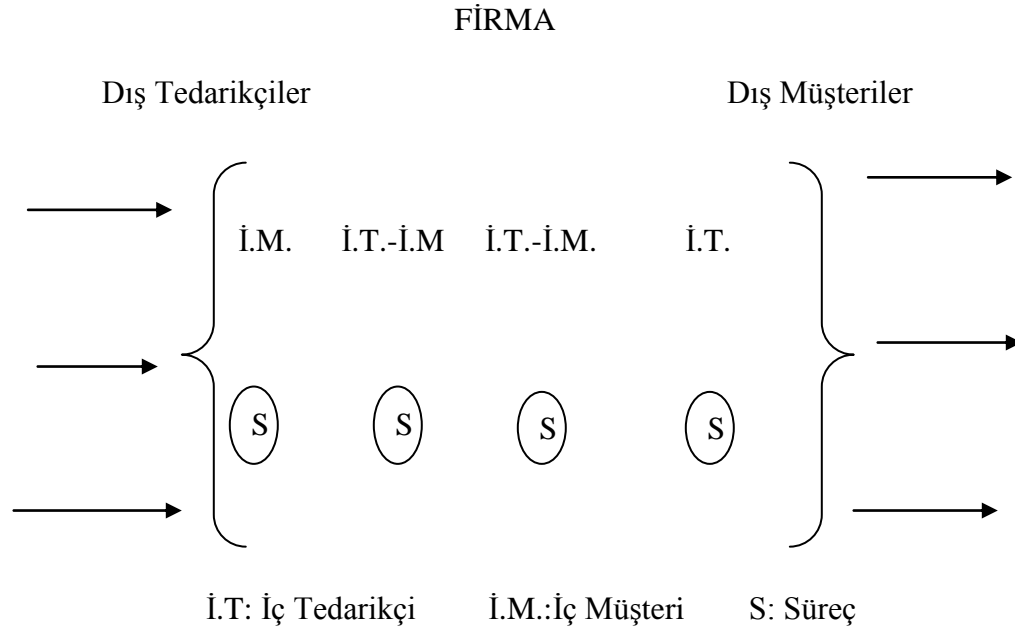 FİRMA
Dış Tedarikçiler Dış Müşteriler
İ.M. İ.T.-İ.M İ.T.-İ.M. İ.T.
S S S S
İ.T: İç Tedarikçi İ.M.:İç Müşteri S: Süreç